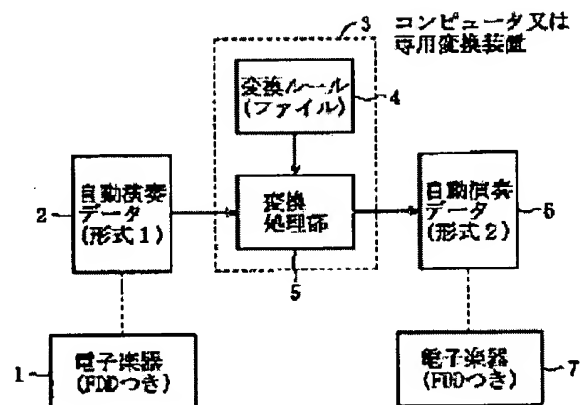 3
コンピュータ又は
専用変換装置
変換ルール
(ファイル)
4
2
自動演奏
データ
(形式1)
変換
処理部
5
自動演奏
データ
(形式2)
6
1
電子楽器
(FDDつき)
電子楽器
(FDDつき)
7